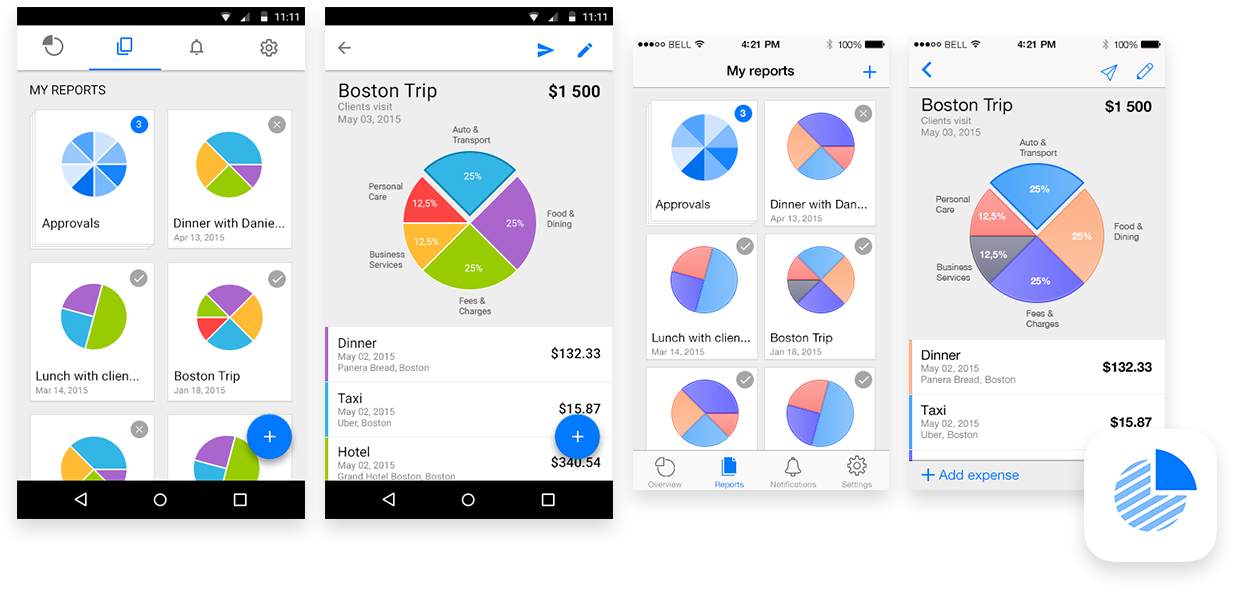 11:11
MY REPORTS
3
Approvals
Dinner with Danie...
Apr 13, 2015
Lunch with clien...
Mar 14, 2015
Boston Trip
Jan 18, 2015
+
11:11
Boston Trip
$1 500
Clients visit
May 03, 2015
Auto &
Transport
25%
Personal
Care
12,5%
Food &
Dining
25%
Business
Services
12,5%
25%
Fees &
Charges
Dinner
May 02, 2015
Panera Bread, Boston
$132.33
Taxi
May 02, 2015
Uber, Boston
$15.87
Hotel
May 02, 2015
Grand Hotel Boston, Boston
$340.54
+
BELL
4:21 PM
100%
My reports
+
3
Approvals
Dinner with Dan...
Apr 13, 2015
Lunch with clien...
Mar 14, 2015
Boston Trip
Jan 18, 2015
Overview
Reports
Notifications
Settings
BELL
4:21 PM
100%
Boston Trip
$1 500
Clients visit
May 03, 2015
Auto &
Transport
25%
Personal
Care
12,5%
Food &
Dining
25%
Business
Services
12,5%
25%
Fees &
Charges
Dinner
May 02, 2015
Panera Bread, Boston
$132.33
Taxi
May 02, 2015
Uber, Boston
$15.87
+ Add expense